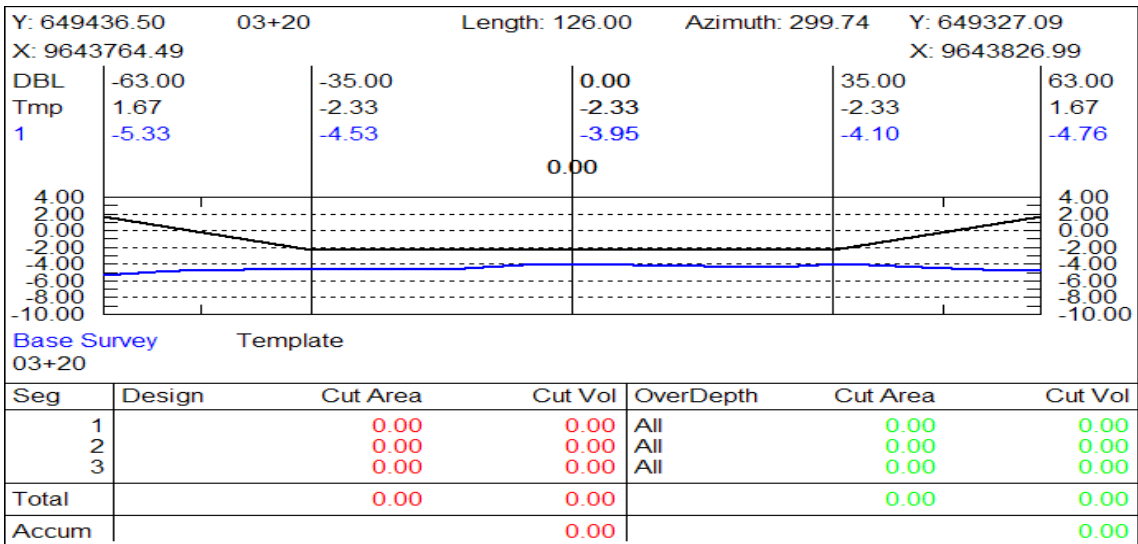 Y: 649436.50 03+20 Length: 126.00 Azimuth: 299.74 Y: 649327.09
X: 9643764.49 X: 9643826.99
DBL -63.00 -35.00 0.00 35.00 63.00
Tmp 1.67 -2.33 -2.33 -2.33 1.67
1 -5.33 -4.53 -3.95 -4.10 -4.76
0.00
4.00 4.00
2.00 2.00
0.00 0.00
-2.00 -2.00
-4.00 -4.00
-6.00 -6.00
-8.00 -8.00
-10.00 -10.00
Base Survey Template
03+20
Seg Design Cut Area Cut Vol OverDepth Cut Area Cut Vol
1 0.00 0.00 All 0.00 0.00
2 0.00 0.00 All 0.00 0.00
3 0.00 0.00 All 0.00 0.00
Total 0.00 0.00 0.00 0.00
Accum 0.00 0.00